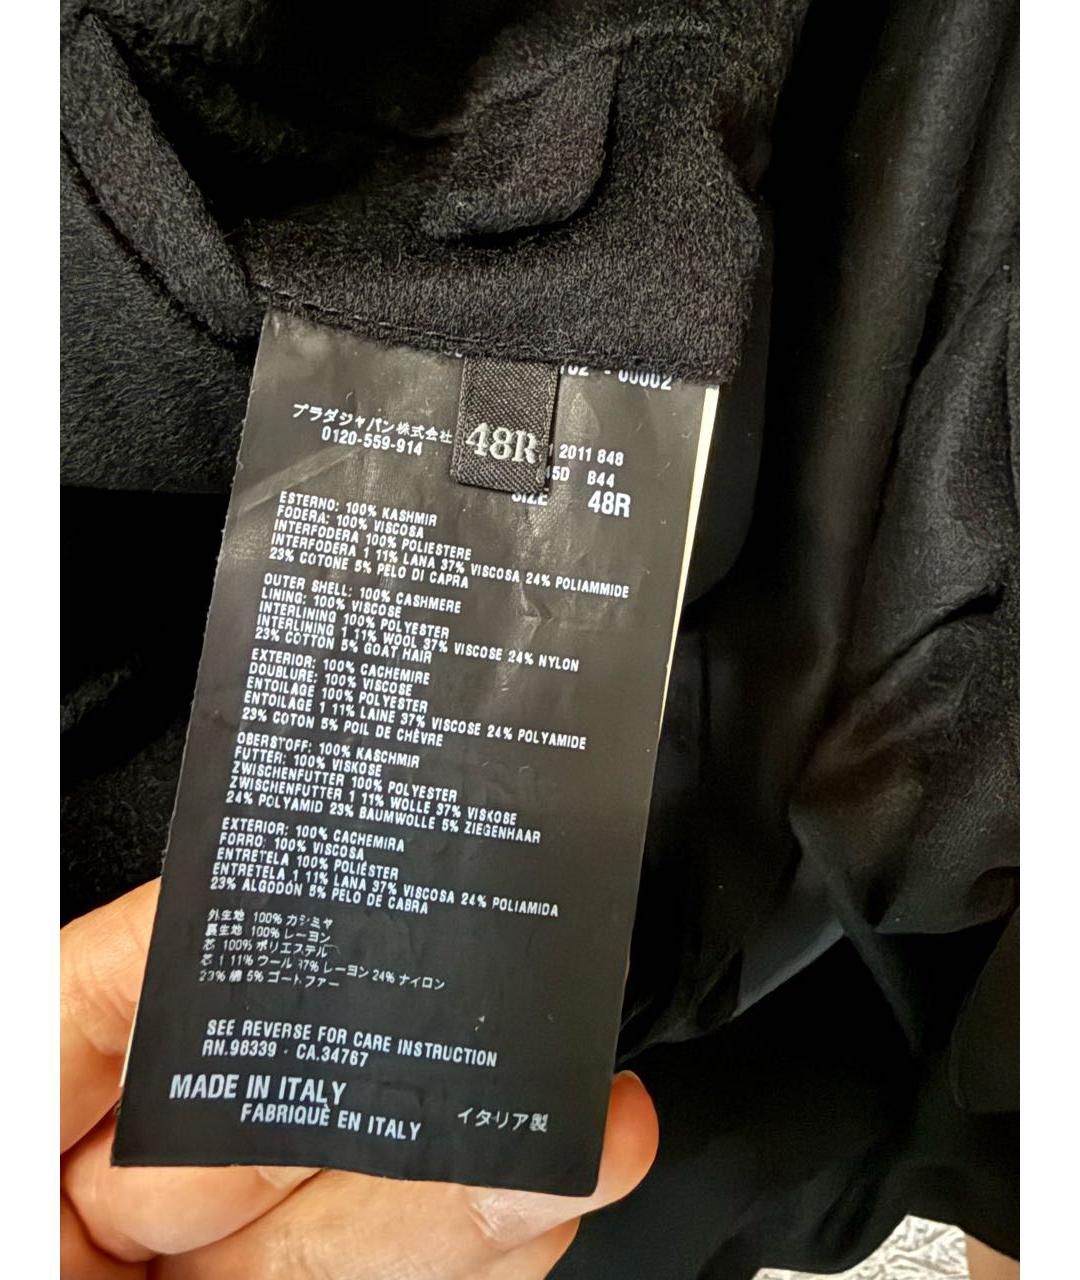 - 00002
プラダジャパン株式会社
0120-559-914
48R
2011 848
B44
SIZE 48R
ESTERNO: 100% KASHMIR
FODERA: 100% VISCOSA
INTERFODERA 100% POLIESTERE
INTERFODERA 1 11% LANA 37% VISCOSA 24% POLIAMMIDE
23% COTONE 5% PELO DI CAPRA
OUTER SHELL: 100% CASHMERE
LINING: 100% VISCOSE
INTERLINING 100% POLYESTER
INTERLINING 1 11% WOOL 37% VISCOSE 24% NYLON
23% COTTON 5% GOAT HAIR
EXTERIOR: 100% CACHEMIRE
DOUBLURE: 100% VISCOSE
ENTOILAGE 100% POLYESTER
ENTOILAGE 1 11% LAINE 37% VISCOSE 24% POLYAMIDE
23% COTON 5% POIL DE CHÈVRE
OBERSTOFF: 100% KASCHMIR
FUTTER: 100% VISKOSE
ZWISCHENFUTTER 100% POLYESTER
ZWISCHENFUTTER 1 11% WOLLE 37% VISKOSE
24% POLYAMID 23% BAUMWOLLE 5% ZIEGENHAAR
EXTERIOR: 100% CACHEMIRA
FORRO: 100% VISCOSA
ENTRETELA 100% POLIÉSTER
ENTRETELA 1 11% LANA 37% VISCOSA 24% POLIAMIDA
23% ALGODÓN 5% PELO DE CABRA
外生地 100% カシミヤ
裏生地 100% レーヨン
芯 100% ポリエステル
芯 1 11% ウール 37% レーヨン 24% ナイロン
23% 綿 5% ゴートファー
SEE REVERSE FOR CARE INSTRUCTION
RN.98339 - CA.34767
MADE IN ITALY
FABRIQUÈ EN ITALY
イタリア製